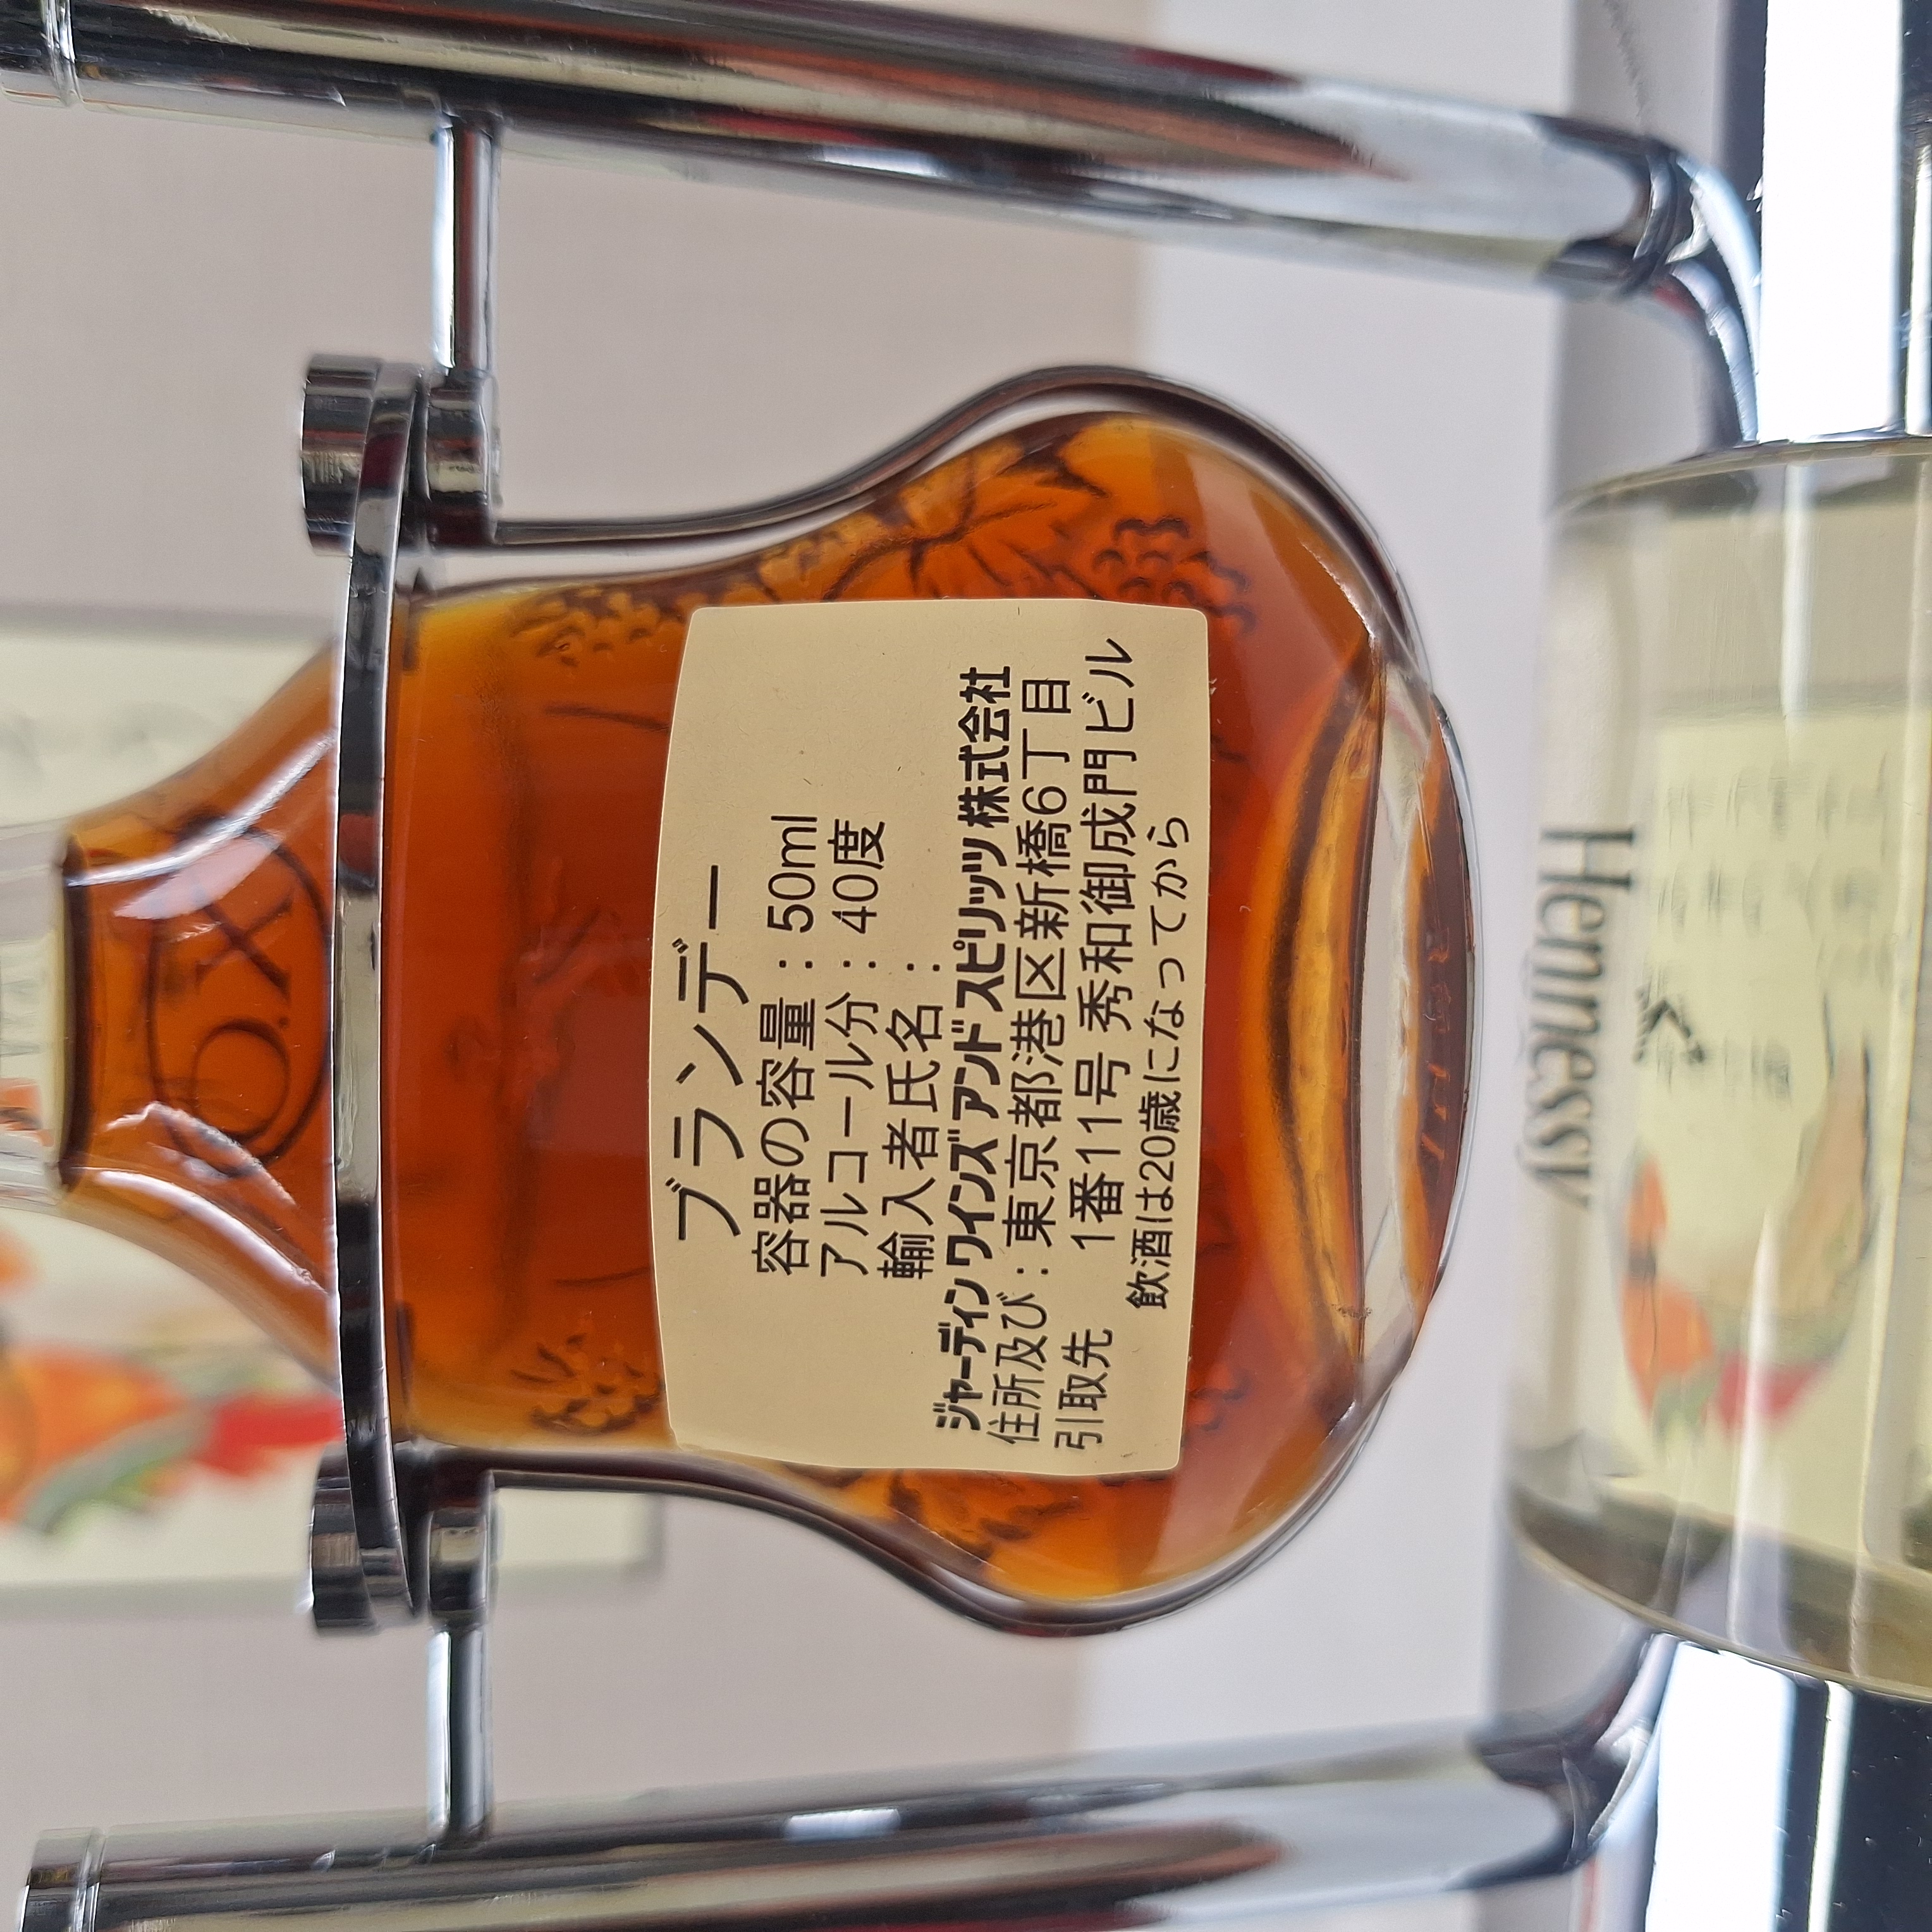 X.O
ブランデー
容器の容量：50ml
アルコール分：40度
輸入者氏名：
ジャーディン ワインズ アンド スピリッツ 株式会社
住所及び：東京都港区新橋6丁目
引取先 1番11号 秀和御成門ビル
飲酒は20歳になってから
Hennessy